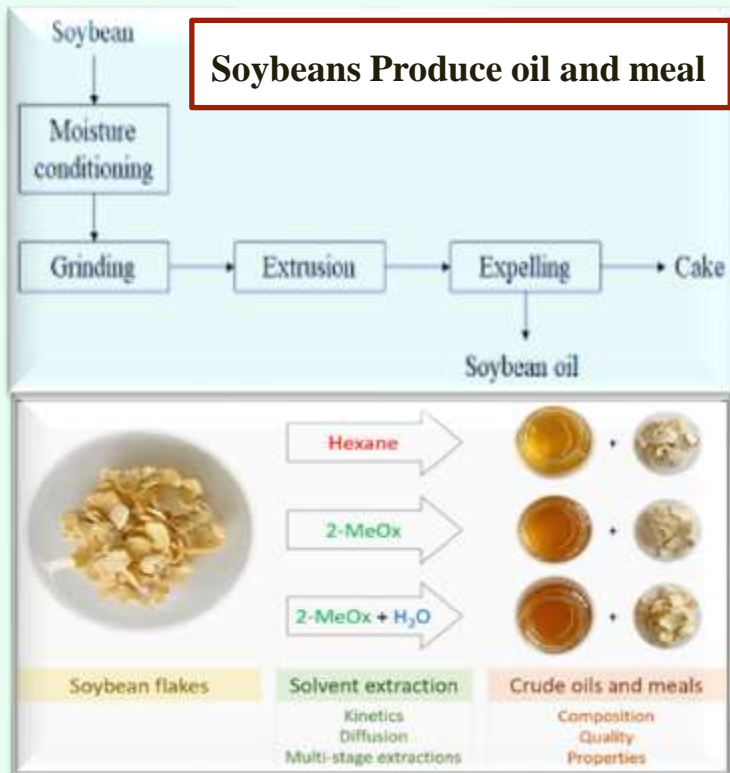 Soybean
Soybeans Produce oil and meal
Moisture
conditioning
Grinding
Extrusion
Expelling
Cake
Soybean oil
Hexane
2-MeOx
2-MeOx + H₂O
Soybean flakes
Solvent extraction
Crude oils and meals
Kinetics
Composition
Diffusion
Quality
Multi-stage extractions
Properties